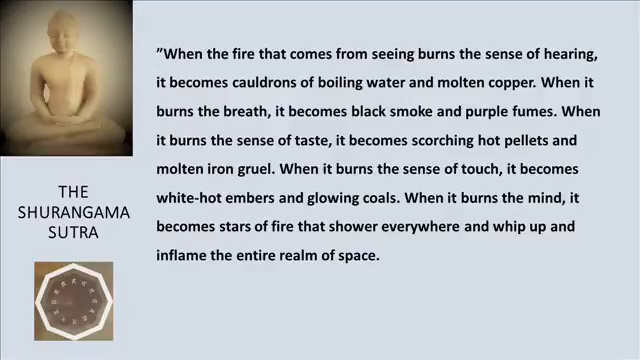 ”When the fire that comes from seeing burns the sense of hearing,
it becomes cauldrons of boiling water and molten copper. When it
burns the breath, it becomes black smoke and purple fumes. When
it burns the sense of taste, it becomes scorching hot pellets and
molten iron gruel. When it burns the sense of touch, it becomes
white-hot embers and glowing coals. When it burns the mind, it
becomes stars of fire that shower everywhere and whip up and
inflame the entire realm of space.
THE
SHURANGAMA
SUTRA